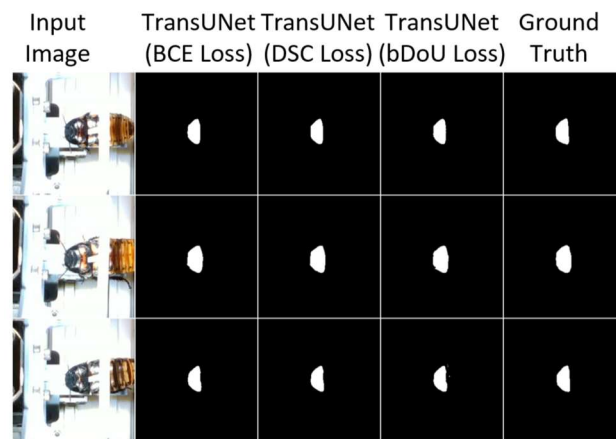 Input TransUNet TransUNet TransUNet Ground
Image (BCE Loss) (DSC Loss) (bDoU Loss) Truth